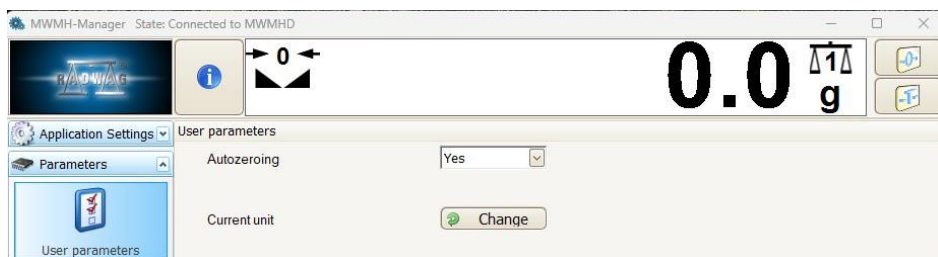 MWMH-Manager State: Connected to MWMHD
RADWAG
0
0.0
1
g
-0-
-T-
Application Settings
User parameters
Parameters
Autozeroing
Yes
Current unit
Change
User parameters